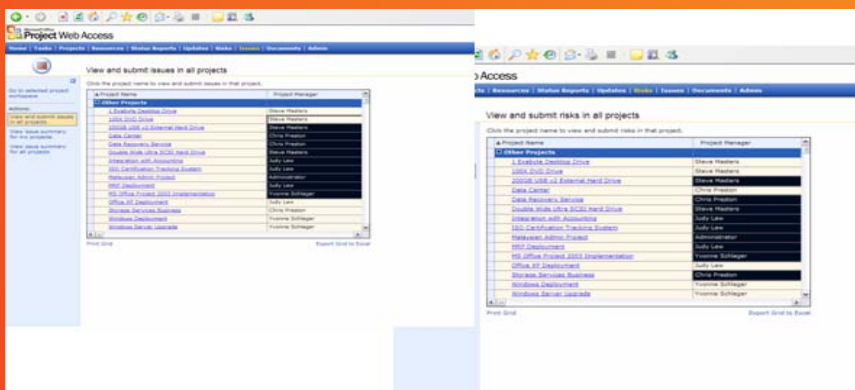 Microsoft Office
Project Web Access
Home | Tasks | Projects | Resources | Status Reports | Updates | Risks | Issues | Documents | Admin
View and submit issues in all projects
Click the project name to view and submit issues in that project.
Go to selected project workspace
Actions:
View and submit issues in all projects
View issue summary for my projects
View issue summary for all projects
Project Name Project Manager
Other Projects
1 Exabyte Desktop Drive Steve Masters
100X DVD Drive Steve Masters
200GB USB v2 External Hard Drive Steve Masters
Data Center Chris Preston
Data Recovery Service Chris Preston
Double Wide Ultra SCSI Hard Drive Steve Masters
Integration with Accounting Judy Lew
ISO Certification Tracking System Judy Lew
Malaysian Admin Project Administrator
MRP Deployment Judy Lew
MS Office Project 2003 Implementation Yvonne Schleger
Office XP Deployment Judy Lew
Storage Services Business Chris Preston
Windows Deployment Yvonne Schleger
Windows Server Upgrade Yvonne Schleger
Print Grid Export Grid to Excel
Access
cts | Resources | Status Reports | Updates | Risks | Issues | Documents | Admin
View and submit risks in all projects
Click the project name to view and submit risks in that project.
Project Name Project Manager
Other Projects
1 Exabyte Desktop Drive Steve Masters
100X DVD Drive Steve Masters
200GB USB v2 External Hard Drive Steve Masters
Data Center Chris Preston
Data Recovery Service Chris Preston
Double Wide Ultra SCSI Hard Drive Steve Masters
Integration with Accounting Judy Lew
ISO Certification Tracking System Judy Lew
Malaysian Admin Project Administrator
MRP Deployment Judy Lew
MS Office Project 2003 Implementation Yvonne Schleger
Office XP Deployment Judy Lew
Storage Services Business Chris Preston
Windows Deployment Yvonne Schleger
Windows Server Upgrade Yvonne Schleger
Print Grid Export Grid to Excel